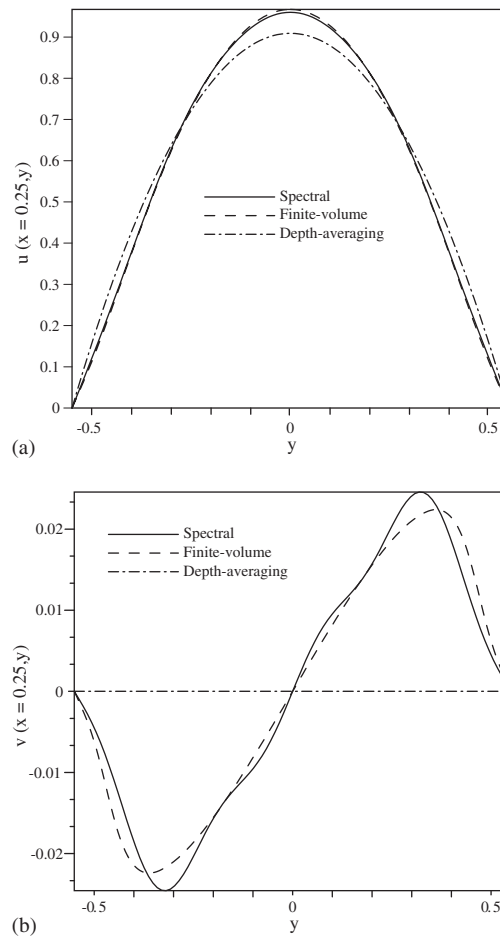 0.9
0.8
0.7
0.6
0.5
0.4
0.3
0.2
0.1
0
u (x = 0.25,y)
Spectral
Finite-volume
Depth-averaging
-0.5
0
0.5
y
(a)
0.02
0.01
0
-0.01
-0.02
v (x = 0.25,y)
Spectral
Finite-volume
Depth-averaging
-0.5
0
0.5
y
(b)